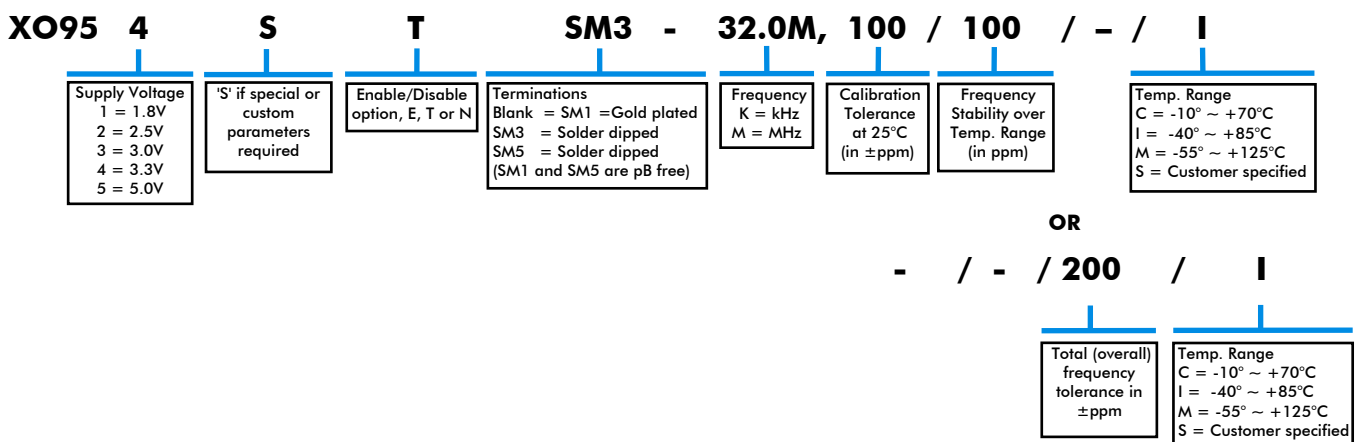 XO95 4 S T SM3 - 32.0M, 100 / 100 / – / I
Supply Voltage
1 = 1.8V
2 = 2.5V
3 = 3.0V
4 = 3.3V
5 = 5.0V
'S' if special or
custom
parameters
required
Enable/Disable
option, E, T or N
Terminations
Blank = SM1 =Gold plated
SM3 = Solder dipped
SM5 = Solder dipped
(SM1 and SM5 are pB free)
Frequency
K = kHz
M = MHz
Calibration
Tolerance
at 25°C
(in ±ppm)
Frequency
Stability over
Temp. Range
(in ppm)
Temp. Range
C = -10° ~ +70°C
I = -40° ~ +85°C
M = -55° ~ +125°C
S = Customer specified
OR
- / - / 200 / I
Total (overall)
frequency
tolerance in
±ppm
Temp. Range
C = -10° ~ +70°C
I = -40° ~ +85°C
M = -55° ~ +125°C
S = Customer specified